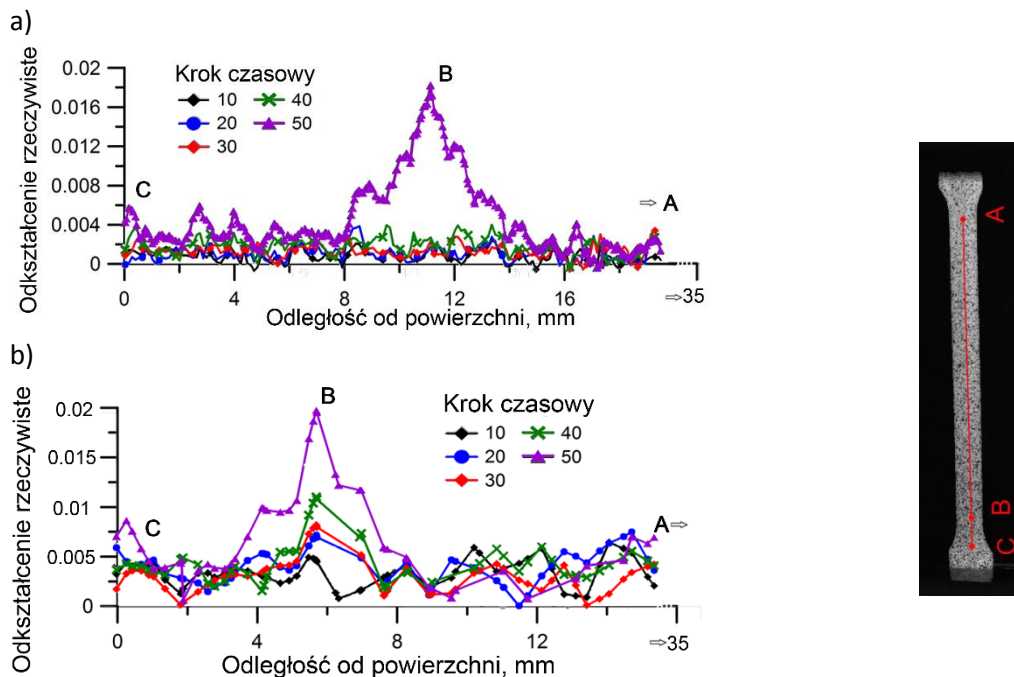 a)
Odkształcenie rzeczywiste
0.02
0.016
0.012
0.008
0.004
0
Krok czasowy
10
40
20
50
30
B
C
⇨ A
0
4
8
12
16
⇨35
Odległość od powierzchni, mm
b)
Odkształcenie rzeczywiste
0.02
0.015
0.01
0.005
0
Krok czasowy
10
40
20
50
30
B
C
A⇨
0
4
8
12
⇨35
Odległość od powierzchni, mm
A
B
C